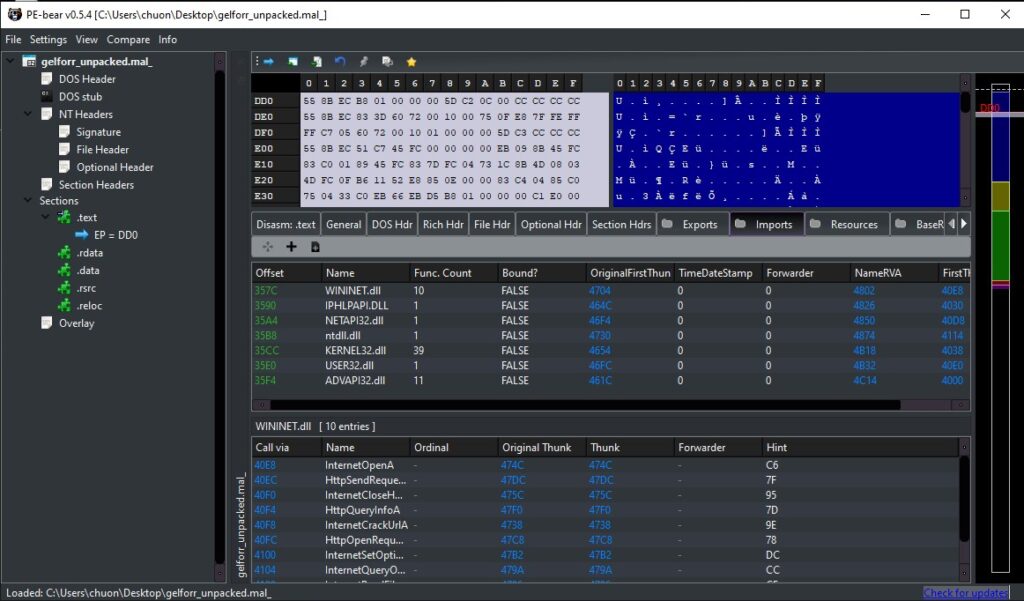 PE-bear v0.5.4 [C:/Users/chuon/Desktop/gelforr_unpacked.mal_]
File Settings View Compare Info
gelforr_unpacked.mal_
DOS Header
DOS stub
NT Headers
Signature
File Header
Optional Header
Section Headers
Sections
.text
EP = DD0
.rdata
.data
.rsrc
.reloc
Overlay
0 1 2 3 4 5 6 7 8 9 A B C D E F 0 1 2 3 4 5 6 7 8 9 A B C D E F
DD0 55 8B EC B8 01 00 00 00 5D C2 0C 00 CC CC CC CC U . ì ¸ . . . . ] Â . . Ì Ì Ì Ì
DE0 55 8B EC 83 3D 60 72 00 10 00 75 0F E8 7F FE FF U . ì . = ` r . . . u . è . þ ÿ
DF0 FF C7 05 60 72 00 10 01 00 00 00 5D C3 CC CC CC ÿ Ç . ` r . . . . . . ] Ã Ì Ì Ì
E00 55 8B EC 51 C7 45 FC 00 00 00 00 EB 09 8B 45 FC U . ì Q Ç E ü . . . . ë . . E ü
E10 83 C0 01 89 45 FC 83 7D FC 04 73 1C 8B 4D 08 03 . À . . E ü . } ü . s . . M . .
E20 4D FC 0F B6 11 52 E8 85 0E 00 00 83 C4 04 85 C0 M ü . ¶ . R è . . . . . Ä . . À
E30 75 04 33 C0 EB 66 EB D5 B8 01 00 00 00 C1 E0 00 u . 3 À ë f ë Õ ¸ . . . . Á à .
DD0
Disasm: .text General DOS Hdr Rich Hdr File Hdr Optional Hdr Section Hdrs Exports Imports Resources BaseR
Offset Name Func. Count Bound? OriginalFirstThun TimeDateStamp Forwarder NameRVA FirstTh
357C WININET.dll 10 FALSE 4704 0 0 4802 40E8
3590 IPHLPAPI.DLL 1 FALSE 464C 0 0 4826 4030
35A4 NETAPI32.dll 1 FALSE 46F4 0 0 4850 40D8
35B8 ntdll.dll 1 FALSE 4730 0 0 4874 4114
35CC KERNEL32.dll 39 FALSE 4654 0 0 4B18 4038
35E0 USER32.dll 1 FALSE 46FC 0 0 4B32 40E0
35F4 ADVAPI32.dll 11 FALSE 461C 0 0 4C14 4000
WININET.dll [ 10 entries ]
Call via Name Ordinal Original Thunk Thunk Forwarder Hint
40E8 InternetOpenA - 474C 474C - C6
40EC HttpSendReque... - 47DC 47DC - 7F
40F0 InternetCloseH... - 475C 475C - 95
40F4 HttpQueryInfoA - 47F0 47F0 - 7D
40F8 InternetCrackUrlA - 4738 4738 - 9E
40FC HttpOpenRequ... - 47C8 47C8 - 78
4100 InternetSetOpti... - 47B2 47B2 - DC
4104 InternetQueryO... - 479A 479A - CC
gelforr_unpacked.mal_
Loaded: C:\Users\chuon\Desktop\gelforr_unpacked.mal_ Check for updates